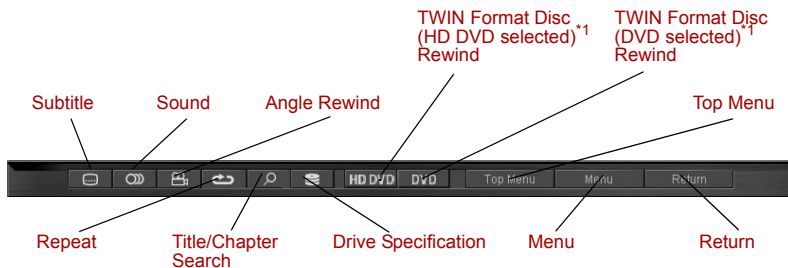 TWIN Format Disc
(HD DVD selected)*1
Rewind
TWIN Format Disc
(DVD selected)*1
Rewind
Subtitle
Sound
Angle Rewind
Top Menu
HD DVD
DVD
Top Menu
Menu
Return
Repeat
Title/Chapter
Search
Drive Specification
Menu
Return